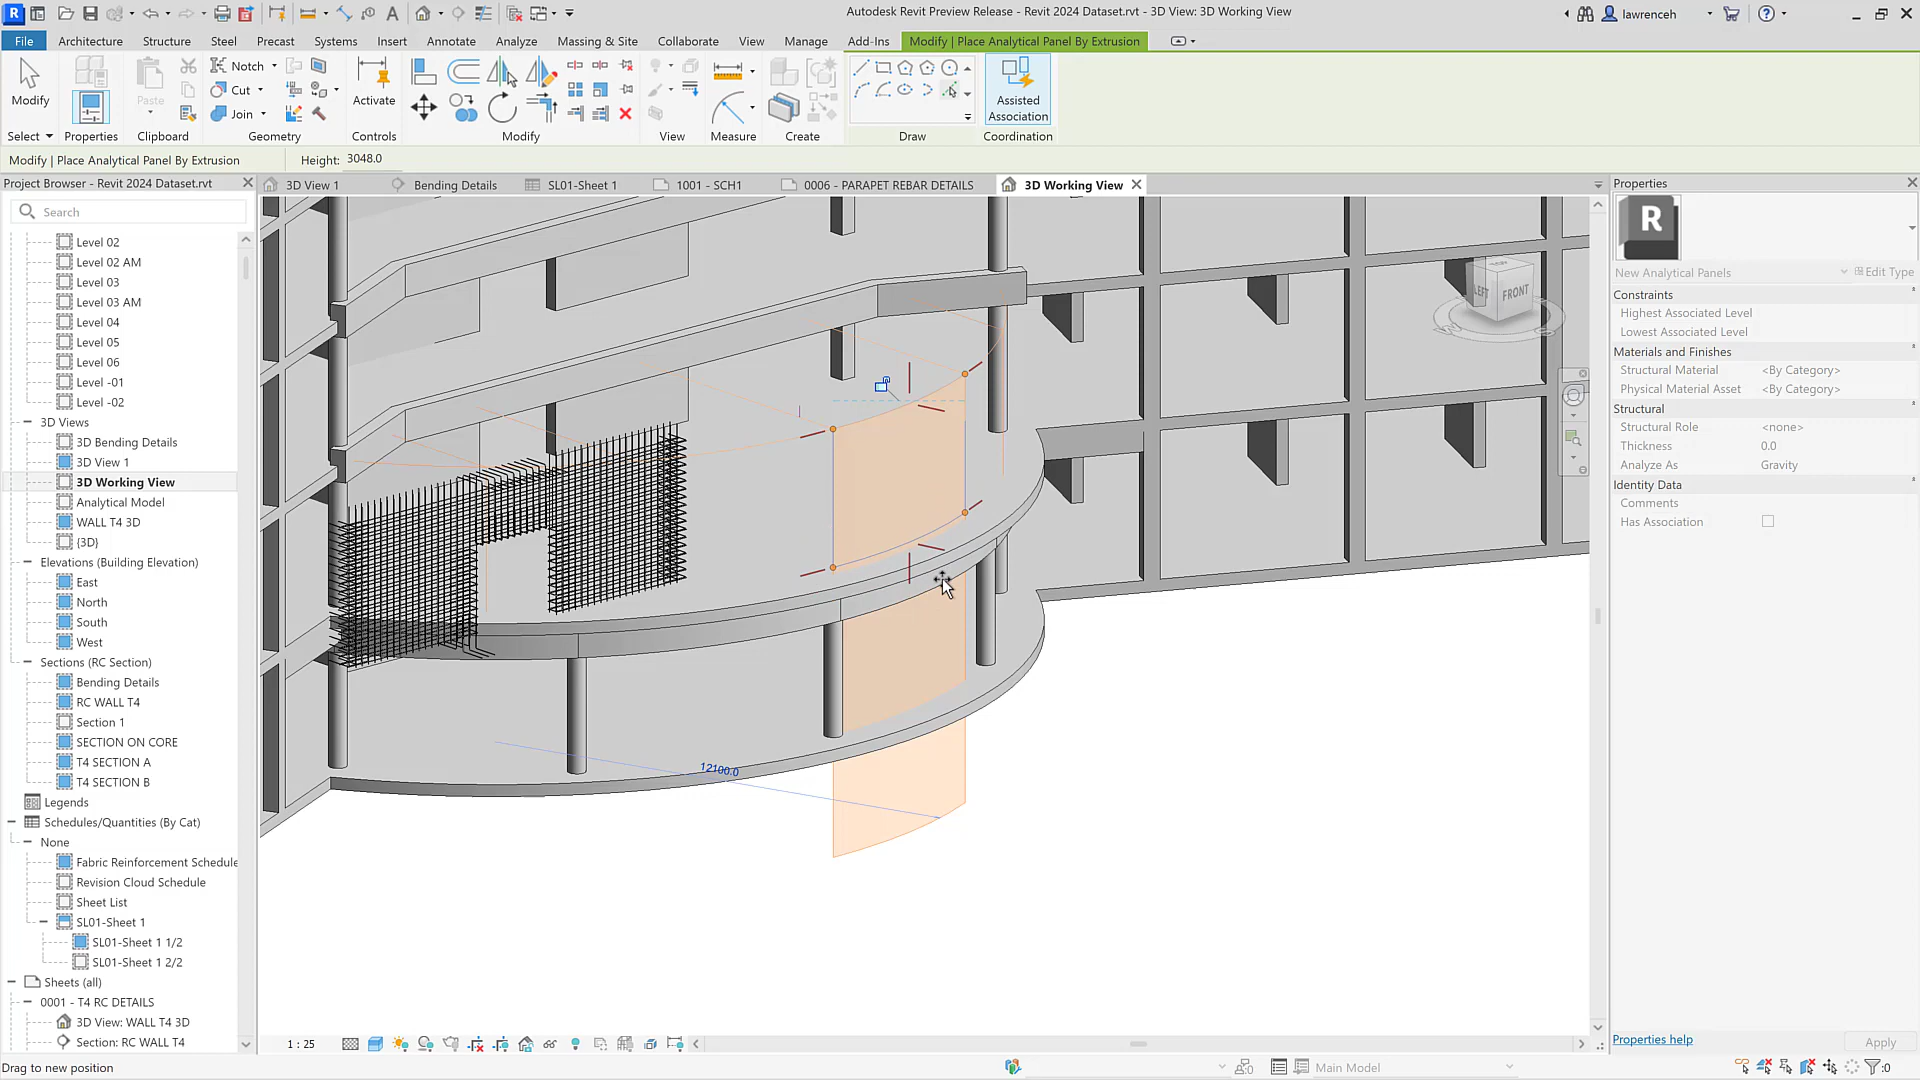 Autodesk Revit Preview Release - Revit 2024 Dataset.rvt - 3D View: 3D Working View
lawrenceh
File
Architecture
Structure
Steel
Precast
Systems
Insert
Annotate
Analyze
Massing & Site
Collaborate
View
Manage
Add-Ins
Modify | Place Analytical Panel By Extrusion
Modify
Paste
Notch
Cut
Join
Activate
Assisted
Association
Select
Properties
Clipboard
Geometry
Controls
Modify
View
Measure
Create
Draw
Coordination
Modify | Place Analytical Panel By Extrusion
Height: 3048.0
Project Browser - Revit 2024 Dataset.rvt
3D View 1
Bending Details
SL01-Sheet 1
1001 - SCH1
0006 - PARAPET REBAR DETAILS
3D Working View
Search
Level 02
Level 02 AM
Level 03
Level 03 AM
Level 04
Level 05
Level 06
Level -01
Level -02
3D Views
3D Bending Details
3D View 1
3D Working View
Analytical Model
WALL T4 3D
{3D}
Elevations (Building Elevation)
East
North
South
West
Sections (RC Section)
Bending Details
RC WALL T4
Section 1
SECTION ON CORE
T4 SECTION A
T4 SECTION B
Legends
Schedules/Quantities (By Cat)
None
Fabric Reinforcement Schedule
Revision Cloud Schedule
Sheet List
SL01-Sheet 1
SL01-Sheet 1 1/2
SL01-Sheet 1 2/2
Sheets (all)
0001 - T4 RC DETAILS
3D View: WALL T4 3D
Section: RC WALL T4
12100.0
LEFT
FRONT
Properties
R
New Analytical Panels
Edit Type
Constraints
Highest Associated Level
Lowest Associated Level
Materials and Finishes
Structural Material <By Category>
Physical Material Asset <By Category>
Structural
Structural Role <none>
Thickness 0.0
Analyze As Gravity
Identity Data
Comments
Has Association
Properties help
Apply
1 : 25
Drag to new position
Main Model
:0